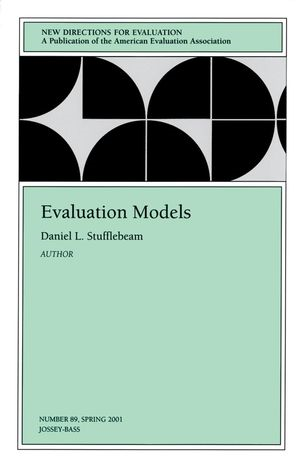 NEW DIRECTIONS FOR EVALUATION
A Publication of the American Evaluation Association
Evaluation Models
Daniel L. Stufflebeam
AUTHOR
NUMBER 89, SPRING 2001
JOSSEY-BASS